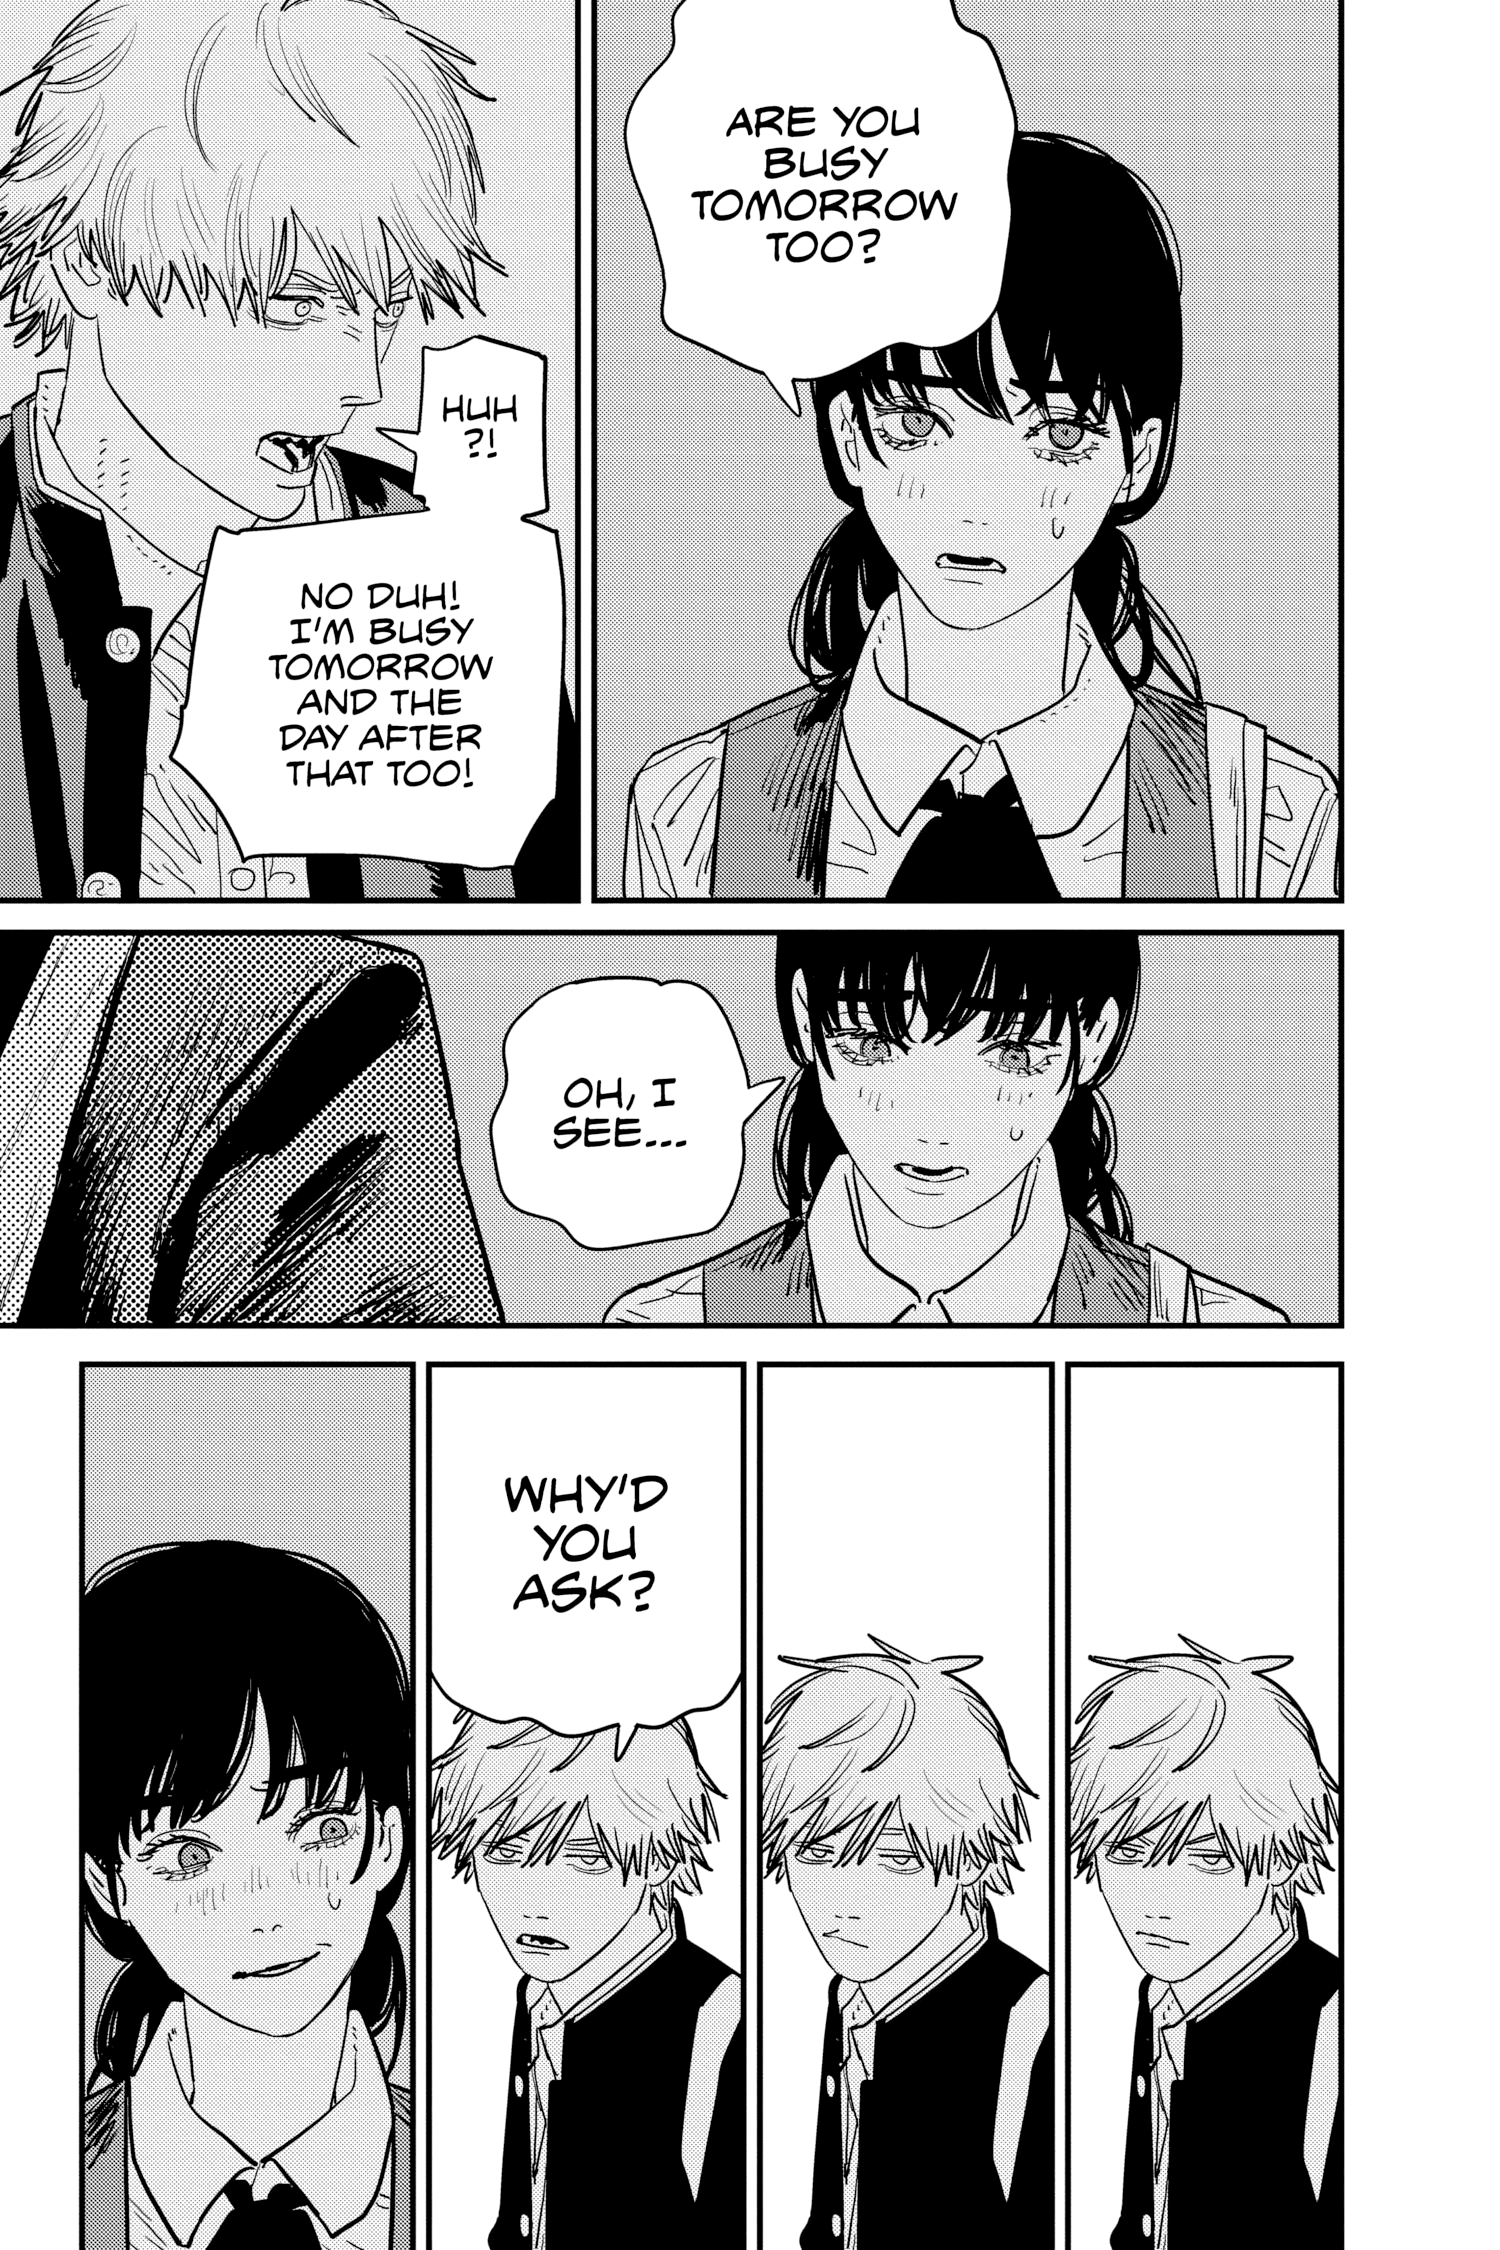 ARE YOU
BUSY
TOMORROW
TOO?
HUH
?!
NO DUH!
I'M BUSY
TOMORROW
AND THE
DAY AFTER
THAT TOO!
OH, I
SEE...
WHY'D
YOU
ASK?